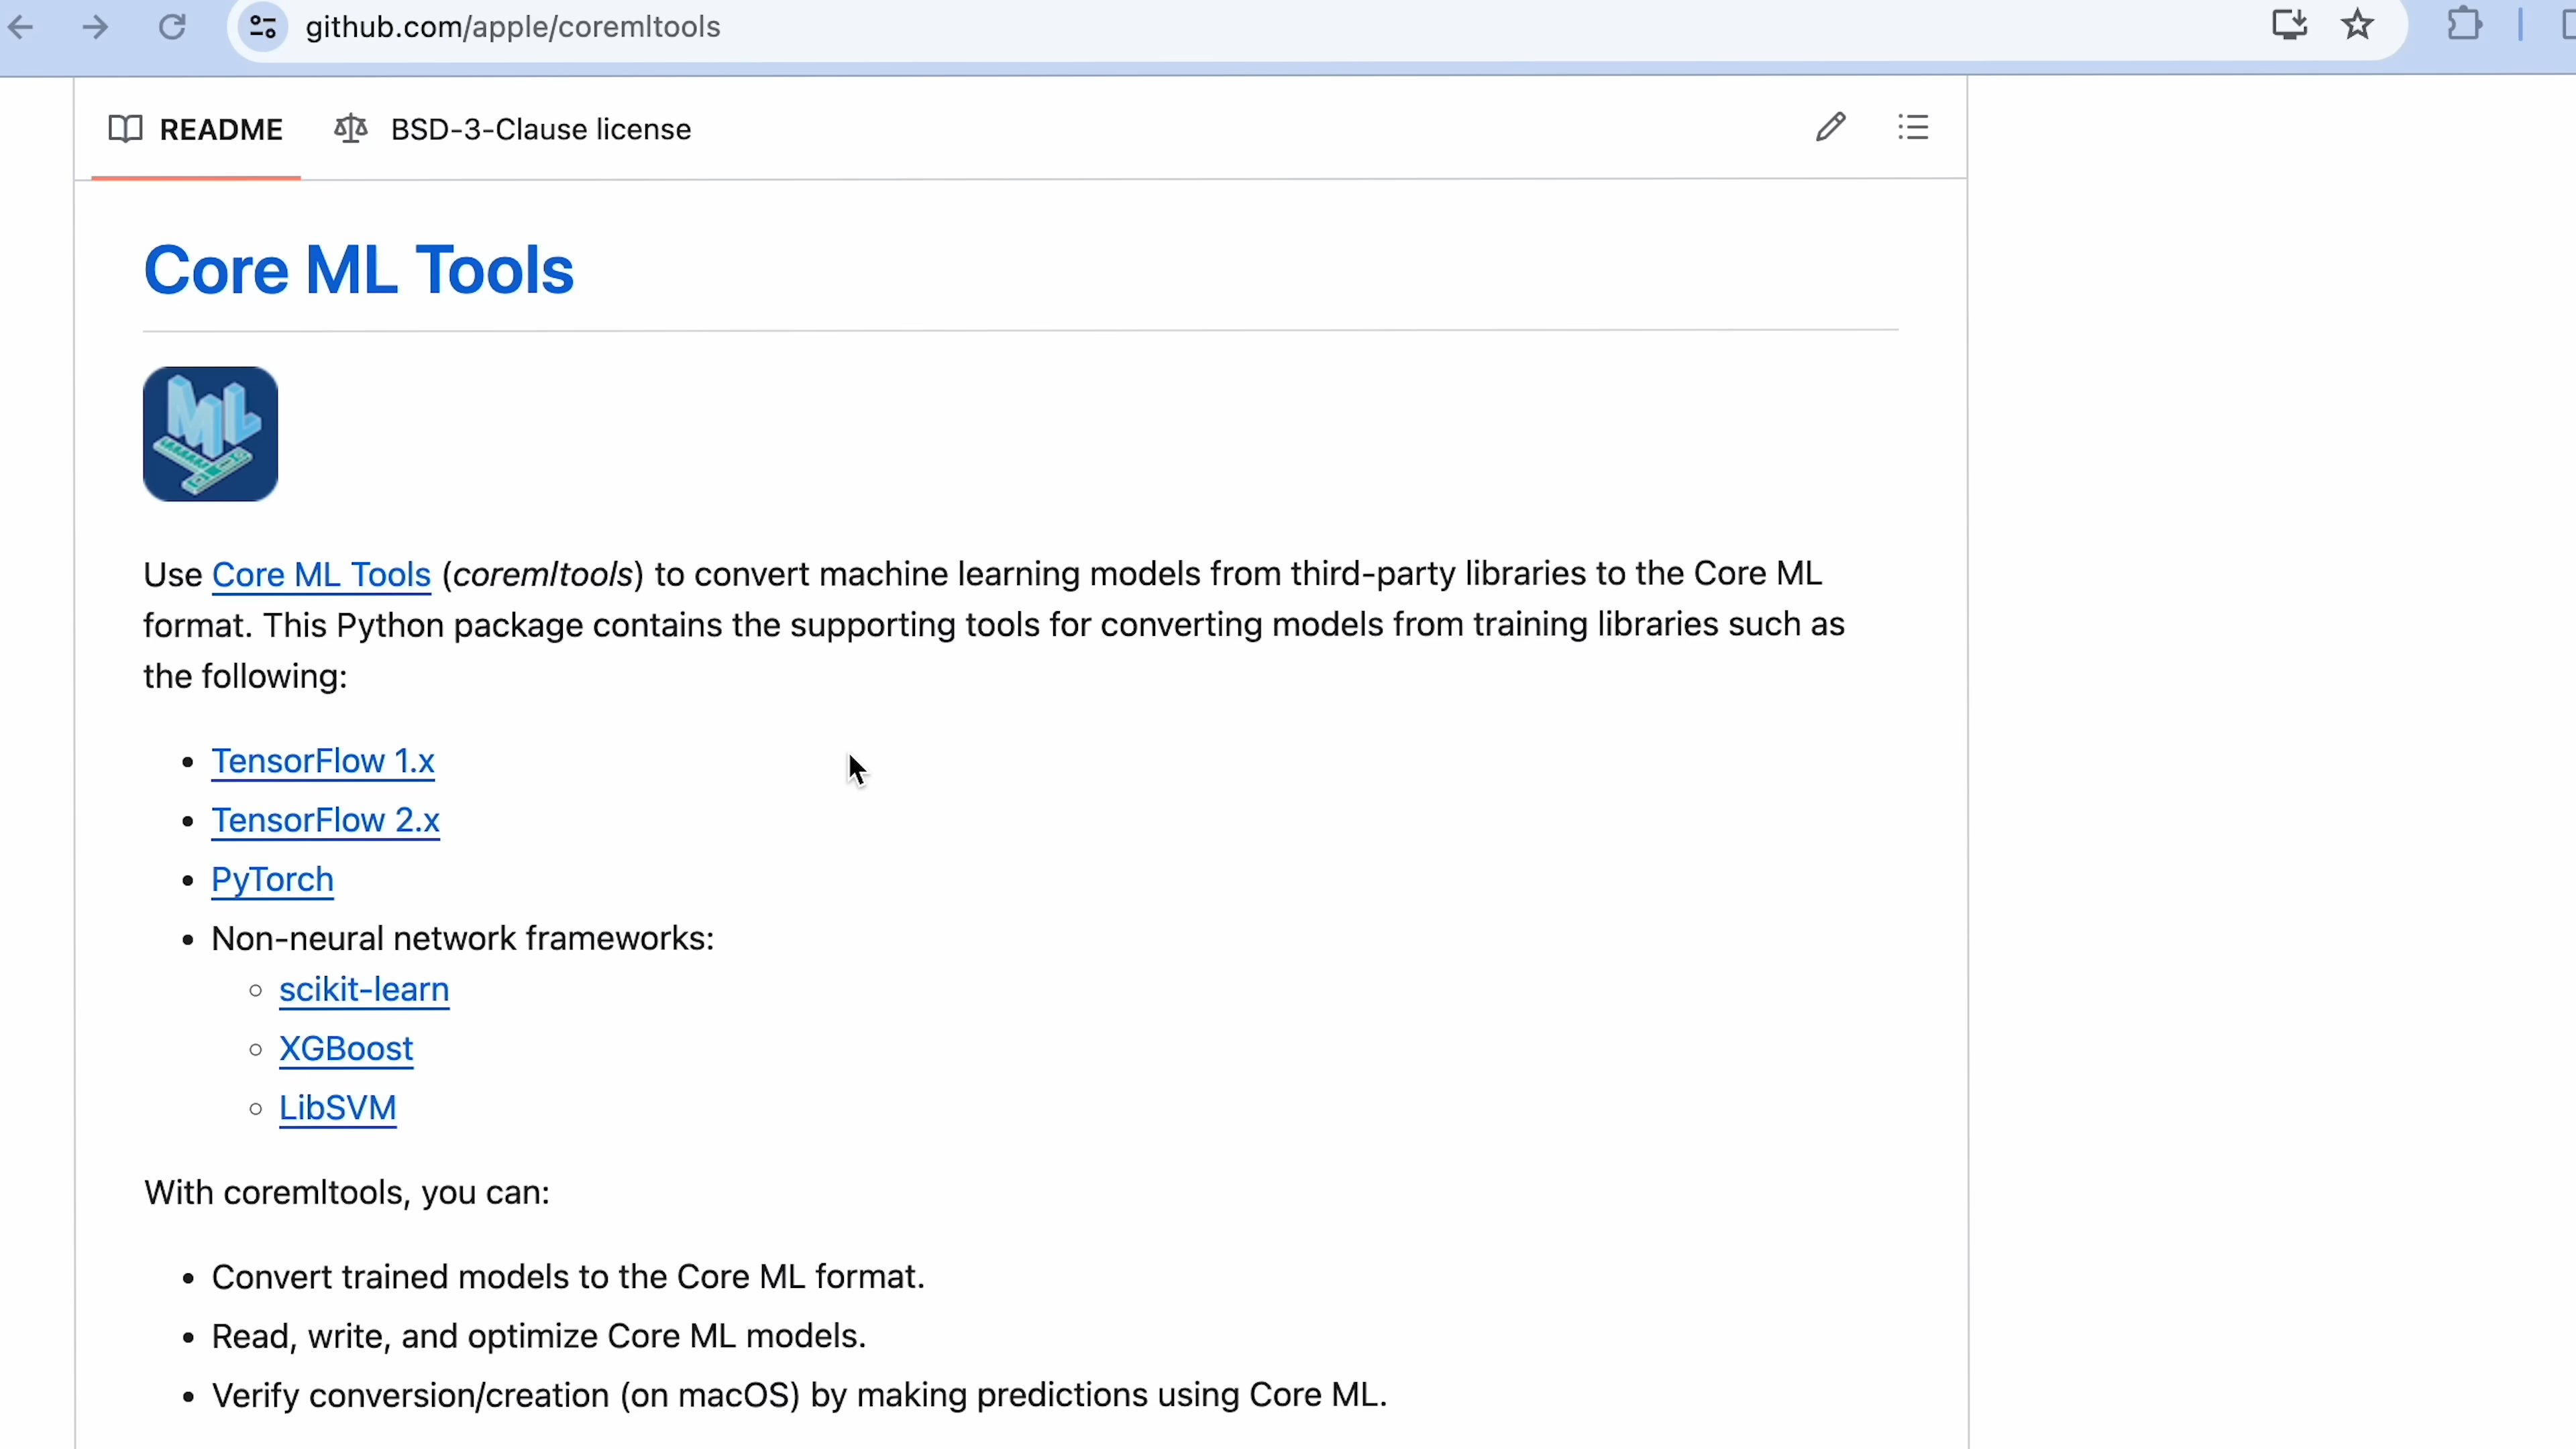 github.com/apple/coremltools
README BSD-3-Clause license
Core ML Tools
ML
Use Core ML Tools (coremltools) to convert machine learning models from third-party libraries to the Core ML
format. This Python package contains the supporting tools for converting models from training libraries such as
the following:
• TensorFlow 1.x
• TensorFlow 2.x
• PyTorch
• Non-neural network frameworks:
○ scikit-learn
○ XGBoost
○ LibSVM
With coremltools, you can:
• Convert trained models to the Core ML format.
• Read, write, and optimize Core ML models.
• Verify conversion/creation (on macOS) by making predictions using Core ML.